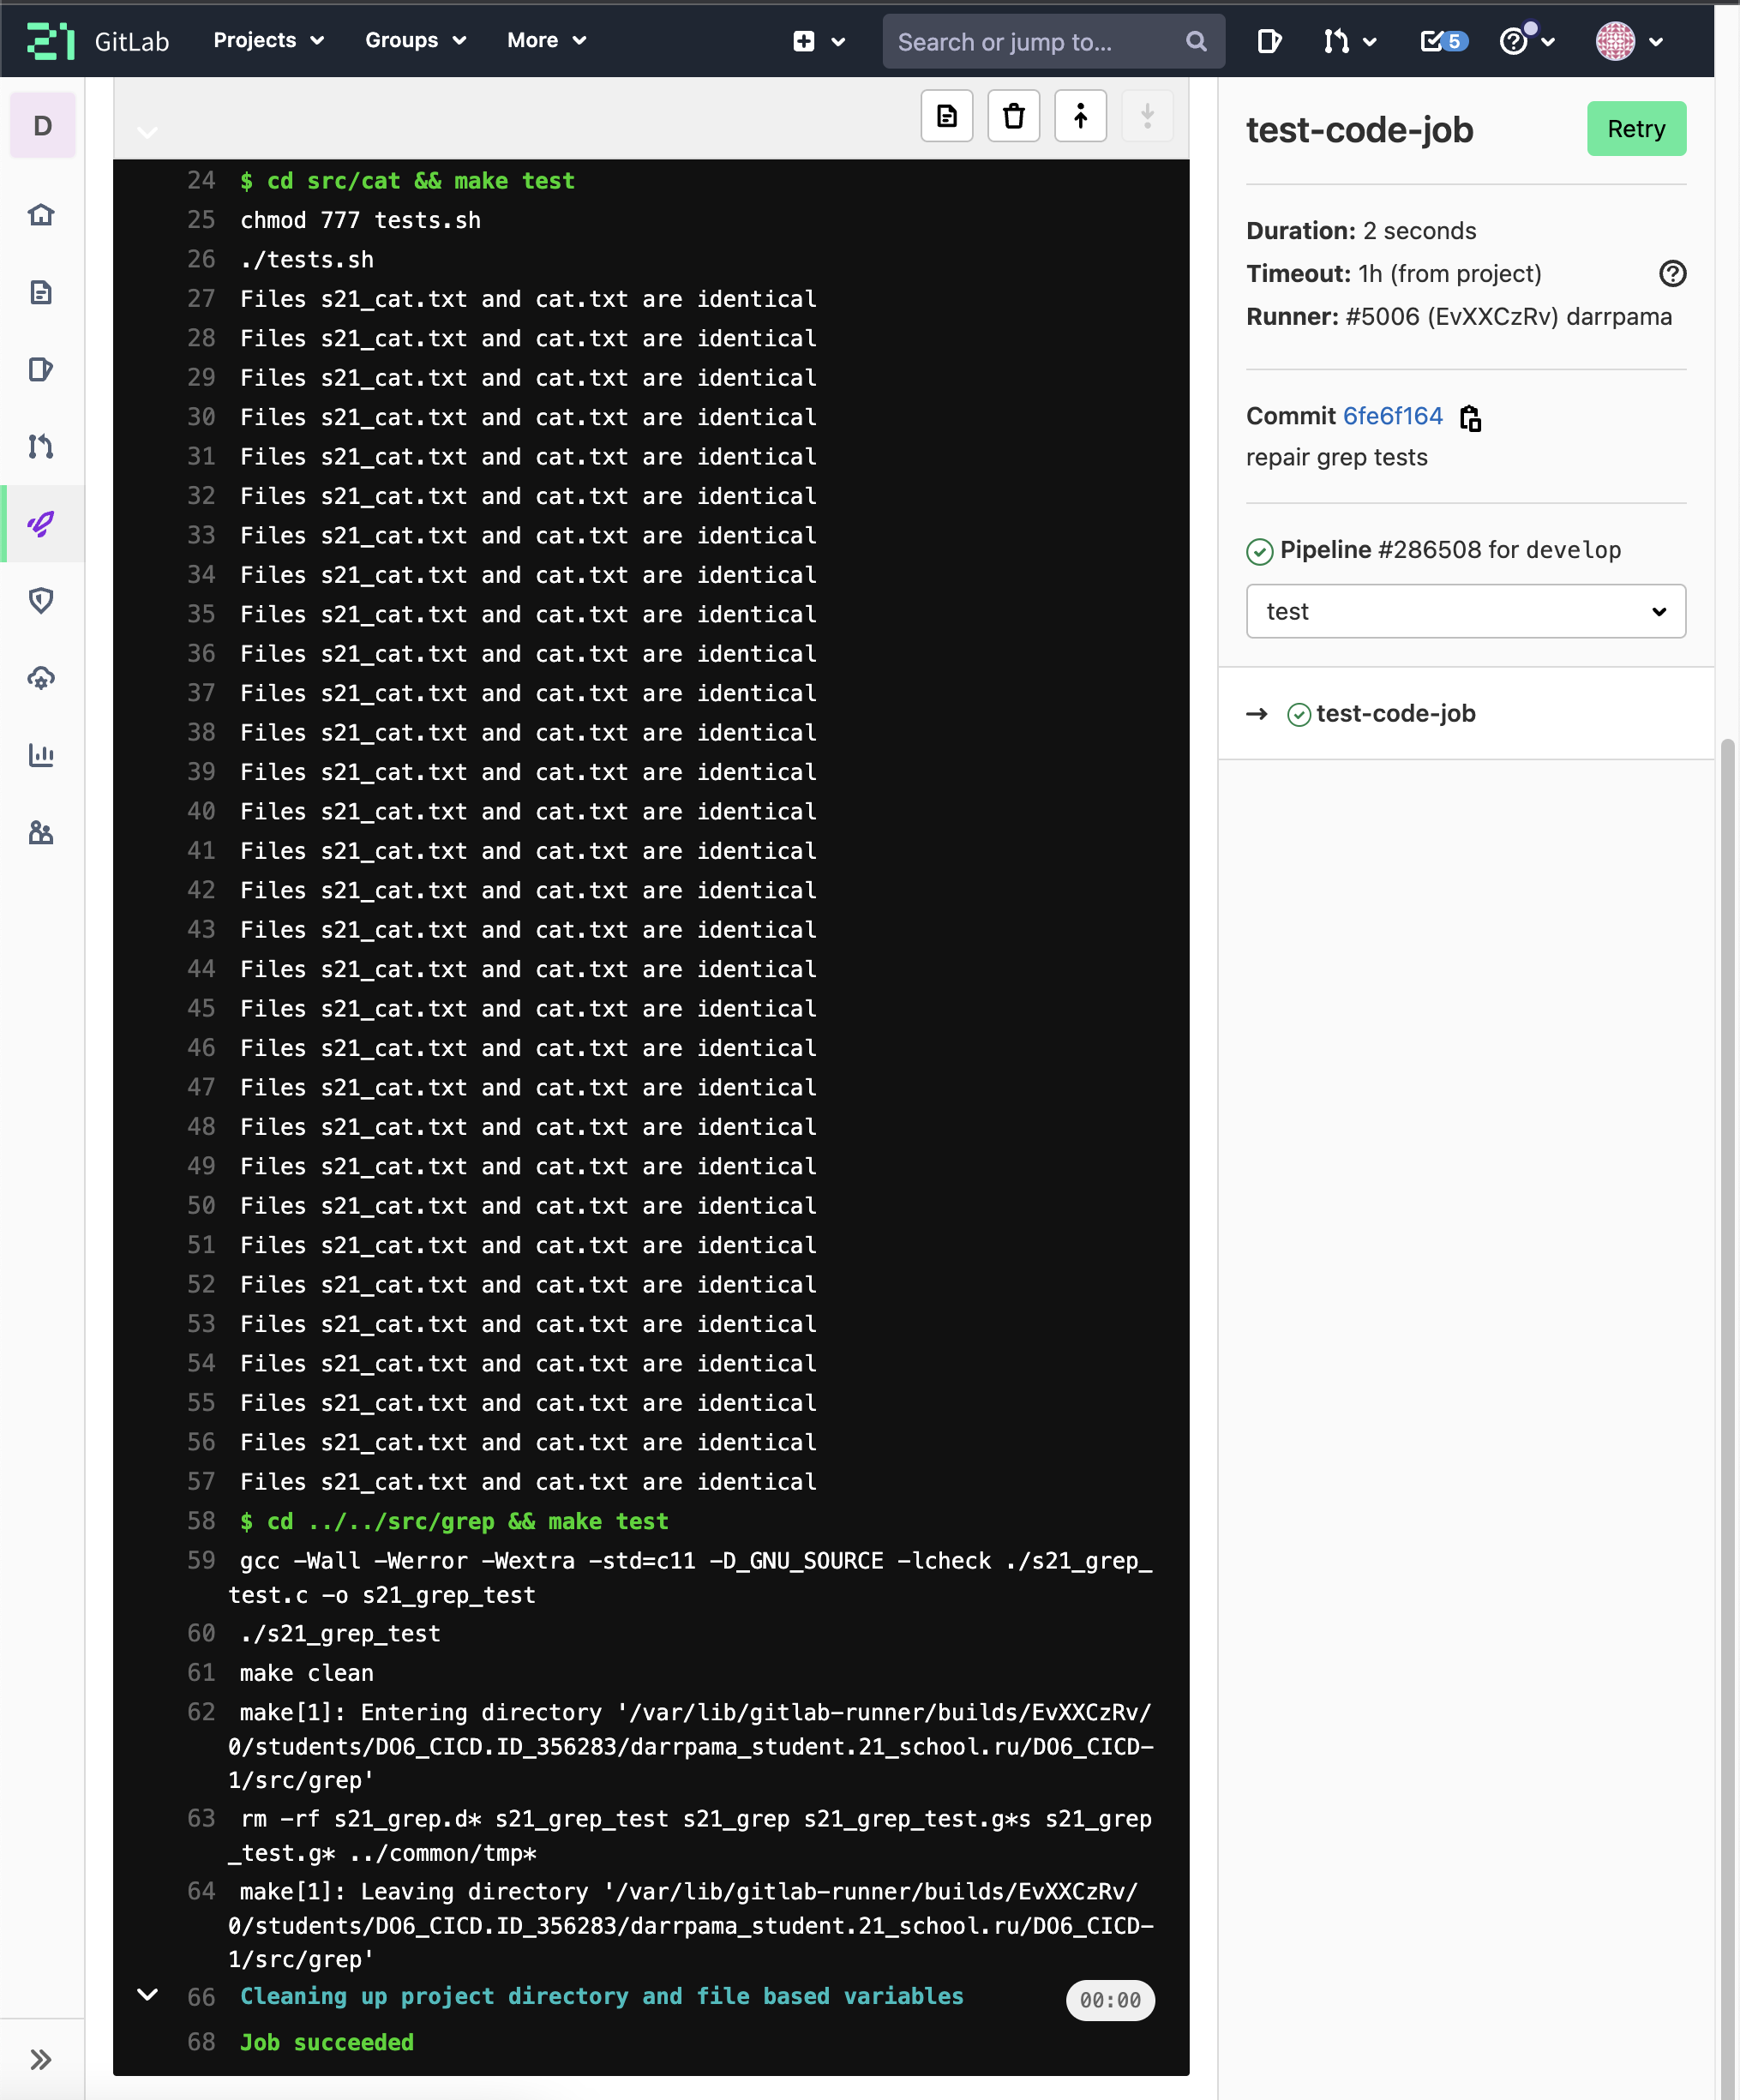 21 GitLab Projects Groups More Search or jump to... 5
D
24 $ cd src/cat && make test
25 chmod 777 tests.sh
26 ./tests.sh
27 Files s21_cat.txt and cat.txt are identical
28 Files s21_cat.txt and cat.txt are identical
29 Files s21_cat.txt and cat.txt are identical
30 Files s21_cat.txt and cat.txt are identical
31 Files s21_cat.txt and cat.txt are identical
32 Files s21_cat.txt and cat.txt are identical
33 Files s21_cat.txt and cat.txt are identical
34 Files s21_cat.txt and cat.txt are identical
35 Files s21_cat.txt and cat.txt are identical
36 Files s21_cat.txt and cat.txt are identical
37 Files s21_cat.txt and cat.txt are identical
38 Files s21_cat.txt and cat.txt are identical
39 Files s21_cat.txt and cat.txt are identical
40 Files s21_cat.txt and cat.txt are identical
41 Files s21_cat.txt and cat.txt are identical
42 Files s21_cat.txt and cat.txt are identical
43 Files s21_cat.txt and cat.txt are identical
44 Files s21_cat.txt and cat.txt are identical
45 Files s21_cat.txt and cat.txt are identical
46 Files s21_cat.txt and cat.txt are identical
47 Files s21_cat.txt and cat.txt are identical
48 Files s21_cat.txt and cat.txt are identical
49 Files s21_cat.txt and cat.txt are identical
50 Files s21_cat.txt and cat.txt are identical
51 Files s21_cat.txt and cat.txt are identical
52 Files s21_cat.txt and cat.txt are identical
53 Files s21_cat.txt and cat.txt are identical
54 Files s21_cat.txt and cat.txt are identical
55 Files s21_cat.txt and cat.txt are identical
56 Files s21_cat.txt and cat.txt are identical
57 Files s21_cat.txt and cat.txt are identical
58 $ cd ../../src/grep && make test
59 gcc -Wall -Werror -Wextra -std=c11 -D_GNU_SOURCE -lcheck ./s21_grep_
test.c -o s21_grep_test
60 ./s21_grep_test
61 make clean
62 make[1]: Entering directory '/var/lib/gitlab-runner/builds/EvXXCzRv/
0/students/DO6_CICD.ID_356283/darrpama_student.21_school.ru/DO6_CICD-
1/src/grep'
63 rm -rf s21_grep.d* s21_grep_test s21_grep s21_grep_test.g*s s21_grep
_test.g* ../common/tmp*
64 make[1]: Leaving directory '/var/lib/gitlab-runner/builds/EvXXCzRv/
0/students/DO6_CICD.ID_356283/darrpama_student.21_school.ru/DO6_CICD-
1/src/grep'
66 Cleaning up project directory and file based variables 00:00
68 Job succeeded
test-code-job Retry
Duration: 2 seconds
Timeout: 1h (from project)
Runner: #5006 (EvXXCzRv) darrpama
Commit 6fe6f164
repair grep tests
Pipeline #286508 for develop
test
→ test-code-job